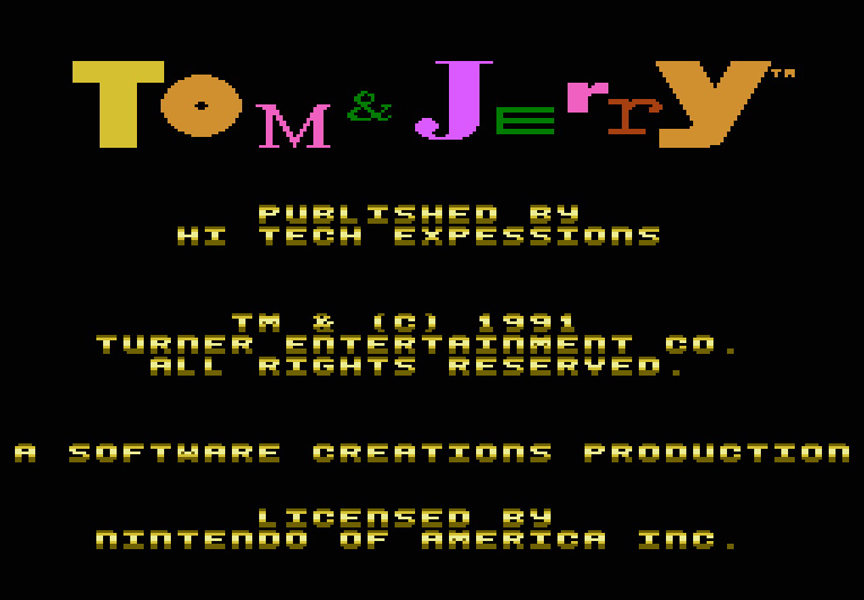 Tom & Jerry™
PUBLISHED BY
HI TECH EXPESSIONS
TM & (C) 1991
TURNER ENTERTAINMENT CO.
ALL RIGHTS RESERVED.
A SOFTWARE CREATIONS PRODUCTION
LICENSED BY
NINTENDO OF AMERICA INC.